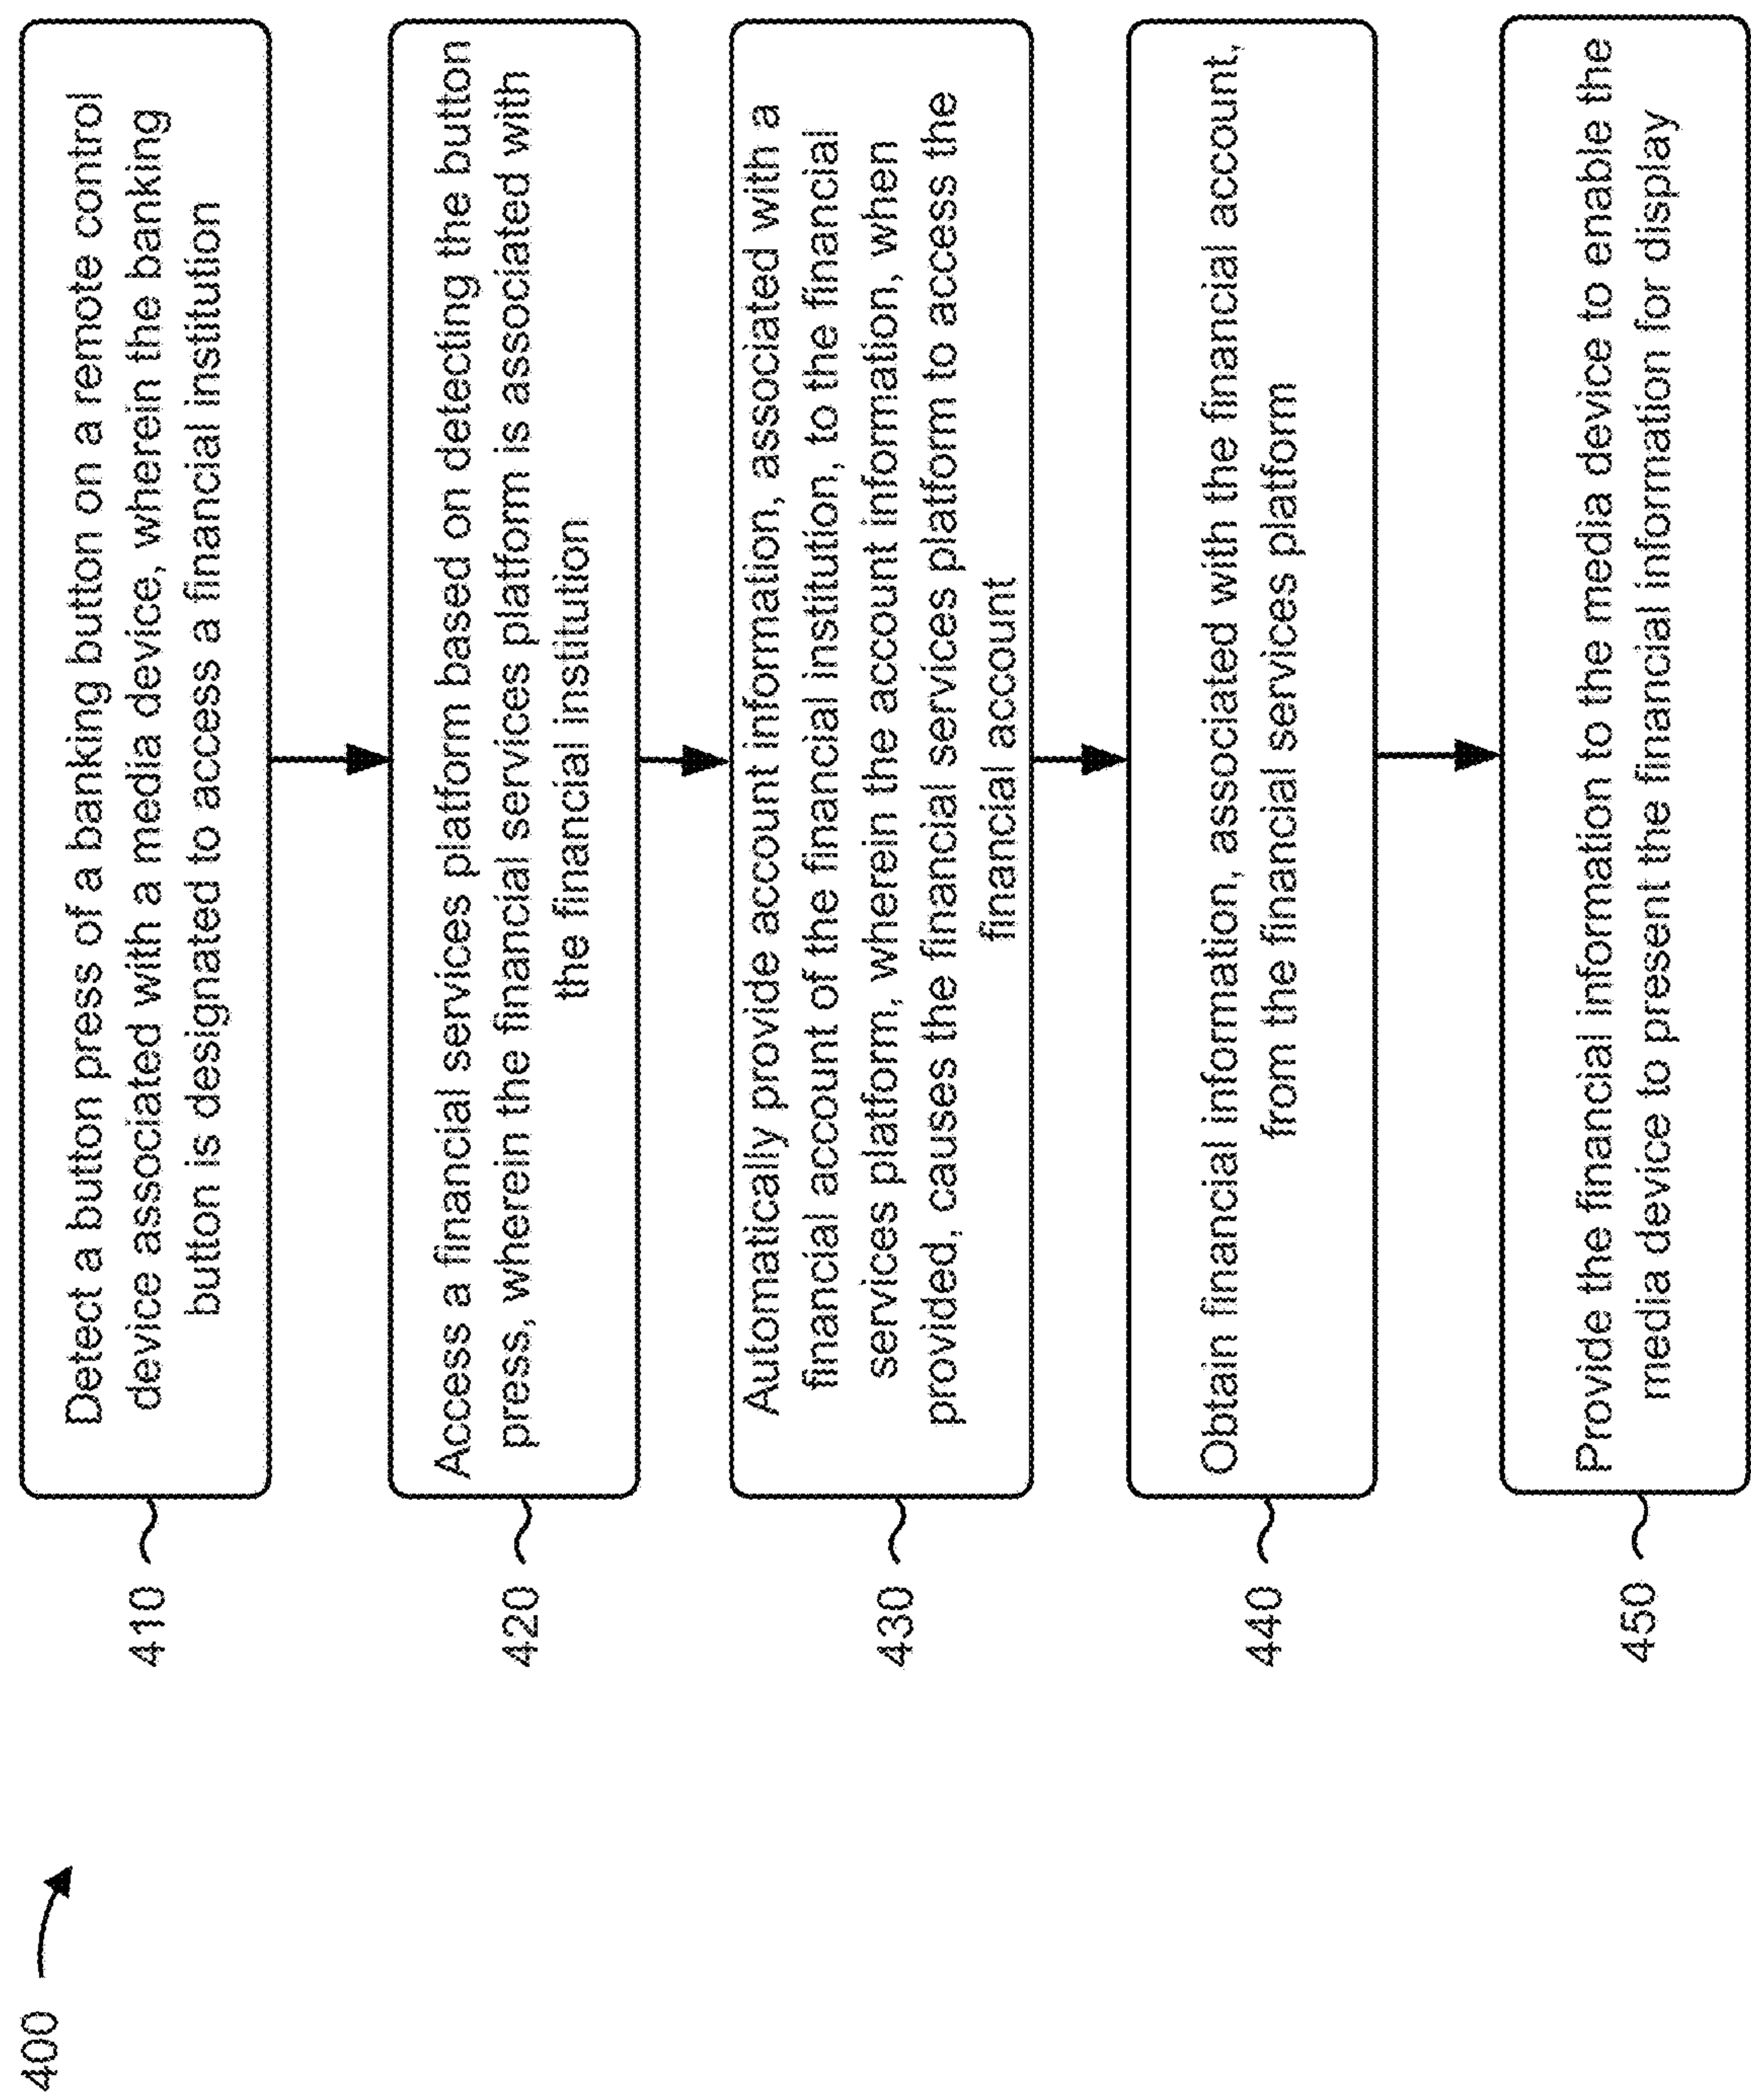 400
410
Detect a button press of a banking button on a remote control
device associated with a media device, wherein the banking
button is designated to access a financial institution
420
Access a financial services platform based on detecting the button
press, wherein the financial services platform is associated with
the financial institution
430
Automatically provide account information, associated with a
financial account of the financial institution, to the financial
services platform, wherein the account information, when
provided, causes the financial services platform to access the
financial account
440
Obtain financial information, associated with the financial account,
from the financial services platform
450
Provide the financial information to the media device to enable the
media device to present the financial information for display